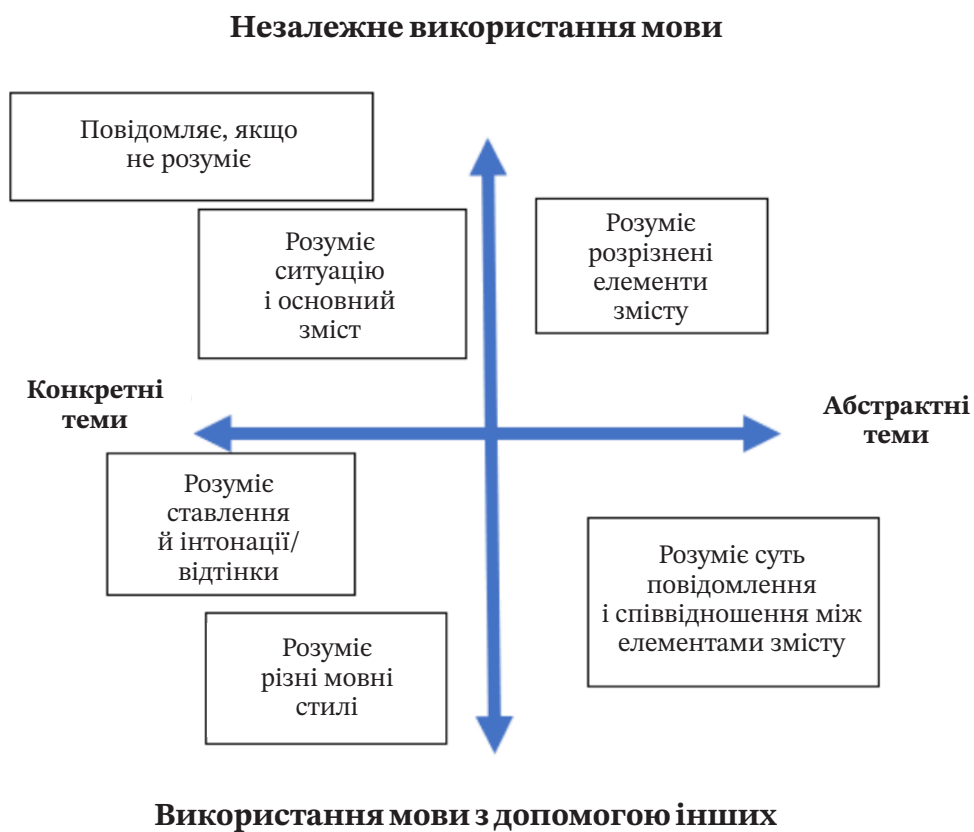 Незалежне використання мови
Повідомляє, якщо
не розуміє
Розуміє
ситуацію
і основний
зміст
Розуміє
розрізнені
елементи
змісту
Конкретні
теми
Абстрактні
теми
Розуміє
ставлення
й інтонації/
відтінки
Розуміє суть
повідомлення
і співвідношення між
елементами змісту
Розуміє
різні мовні
стилі
Використання мови з допомогою інших